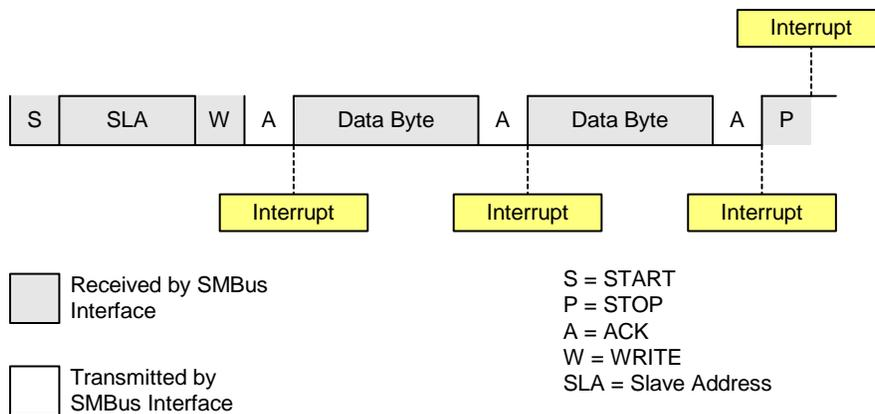 Interrupt
S SLA W A Data Byte A Data Byte A P
Interrupt Interrupt Interrupt
Received by SMBus
Interface
Transmitted by
SMBus Interface
S = START
P = STOP
A = ACK
W = WRITE
SLA = Slave Address